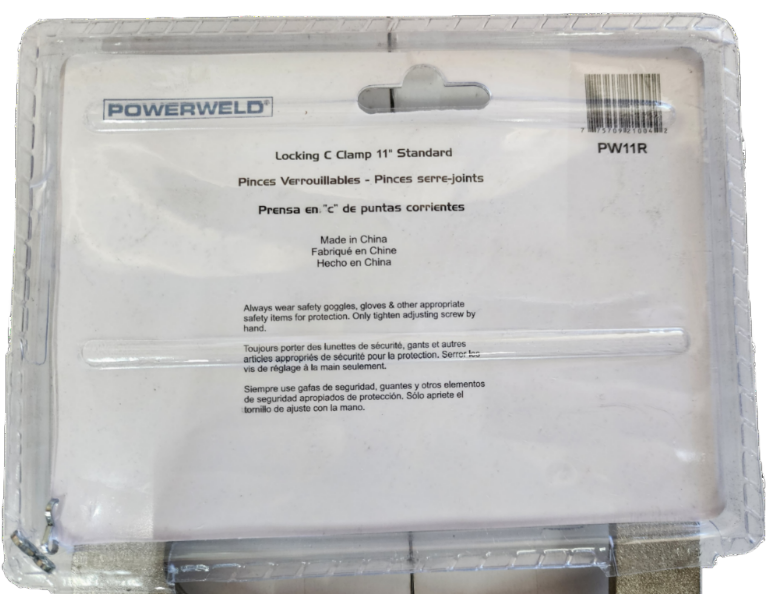 POWERWELD®
PW11R
Locking C Clamp 11" Standard
Pinces Verrouillables - Pinces serre-joints
Prensa en "c" de puntas corrientes
Made in China
Fabriqué en Chine
Hecho en China
Always wear safety goggles, gloves & other appropriate
safety items for protection. Only tighten adjusting screw by
hand.
Toujours porter des lunettes de sécurité, gants et autres
articles appropriés de sécurité pour la protection. Serrer les
vis de réglage à la main seulement.
Siempre use gafas de seguridad, guantes y otros elementos
de seguridad apropiados de protección. Sólo apriete el
tornillo de ajuste con la mano.